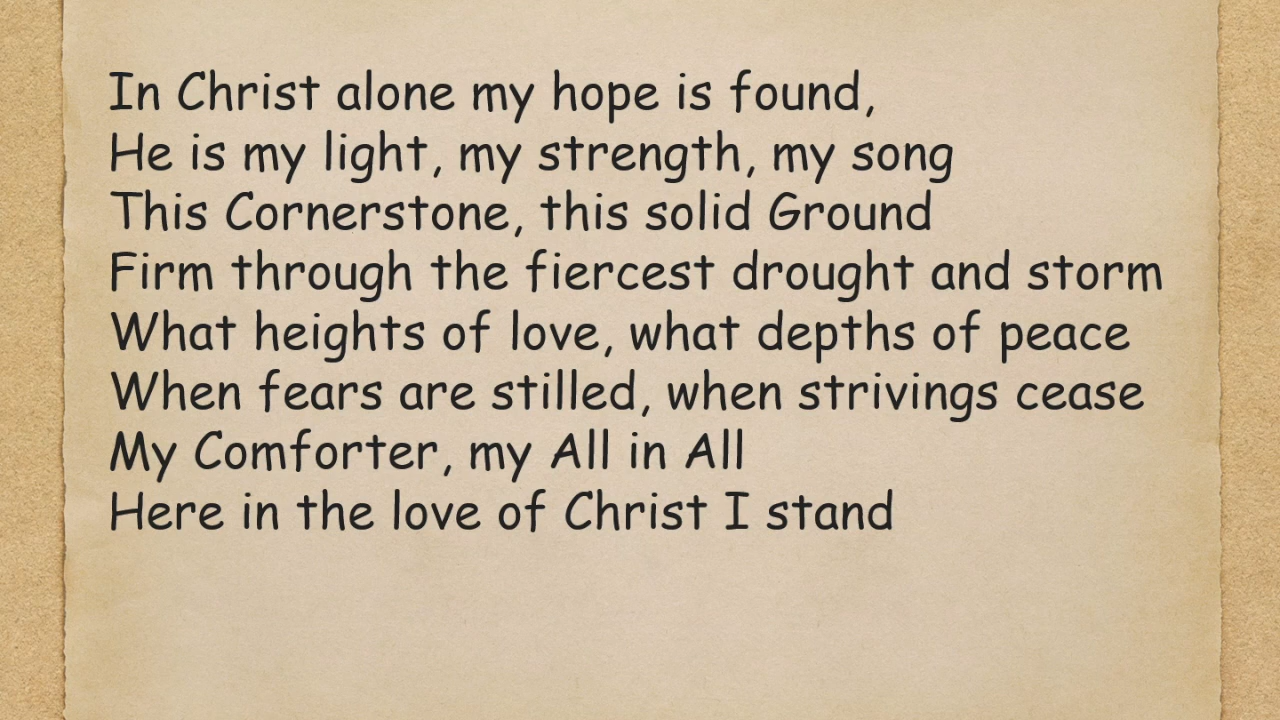 In Christ alone my hope is found,
He is my light, my strength, my song
This Cornerstone, this solid Ground
Firm through the fiercest drought and storm
What heights of love, what depths of peace
When fears are stilled, when strivings cease
My Comforter, my All in All
Here in the love of Christ I stand